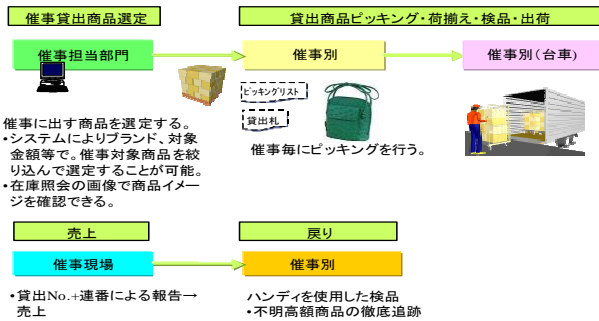 催事貸出商品選定
貸出商品ピッキング・荷揃え・検品・出荷
催事担当部門
催事別
催事別（台車）
ピッキングリスト
貸出札
催事に出す商品を選定する。
・システムによりブランド、対象
金額等で。催事対象商品を絞
り込んで選定することが可能。
・在庫照会の画像で商品イメー
ジを確認できる。
催事毎にピッキングを行う。
売上
戻り
催事現場
催事別
・貸出No.+連番による報告→
売上
ハンディを使用した検品
・不明高額商品の徹底追跡